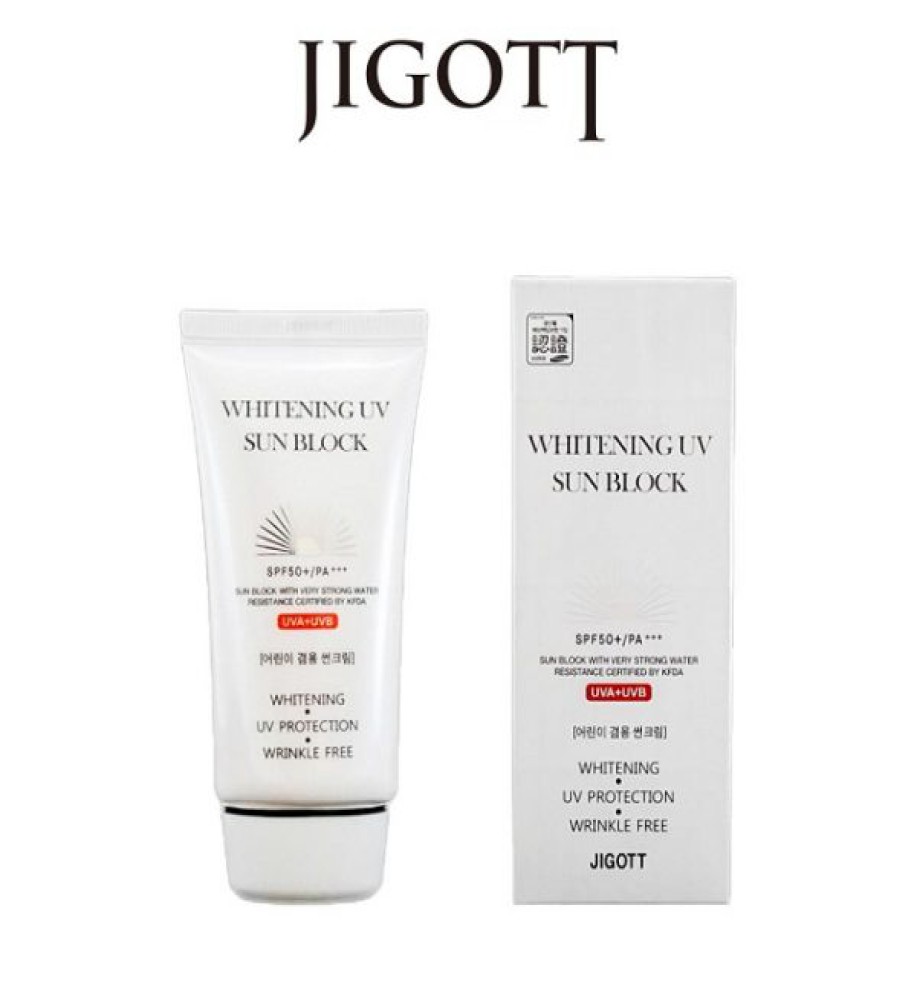 JIGOTT
WHITENING UV
SUN BLOCK
SPF50+/PA+++
SUN BLOCK WITH VERY STRONG WATER
RESISTANCE CERTIFIED BY KFDA
UVA+UVB
[어린이 겸용 썬크림]
WHITENING
UV PROTECTION
WRINKLE FREE
WHITENING UV
SUN BLOCK
SPF50+/PA+++
SUN BLOCK WITH VERY STRONG WATER
RESISTANCE CERTIFIED BY KFDA
UVA+UVB
[어린이 겸용 썬크림]
WHITENING
UV PROTECTION
WRINKLE FREE
JIGOTT